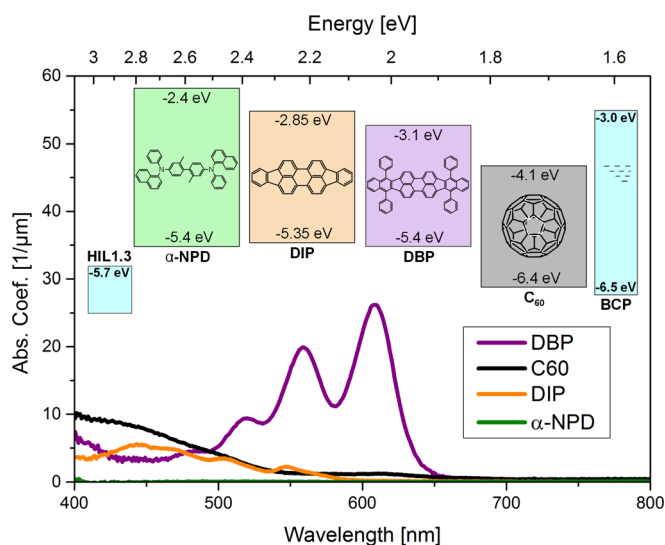 Energy [eV]
3 2.8 2.6 2.4 2.2 2 1.8 1.6
60
50
40
30
20
10
0
Abs. Coef. [1/µm]
-2.4 eV
-5.4 eV
α-NPD
N
N
-2.85 eV
-5.35 eV
DIP
-3.1 eV
-5.4 eV
DBP
-4.1 eV
-6.4 eV
C₆₀
-3.0 eV
-6.5 eV
BCP
HIL1.3
-5.7 eV
DBP
C60
DIP
α-NPD
400 500 600 700 800
Wavelength [nm]